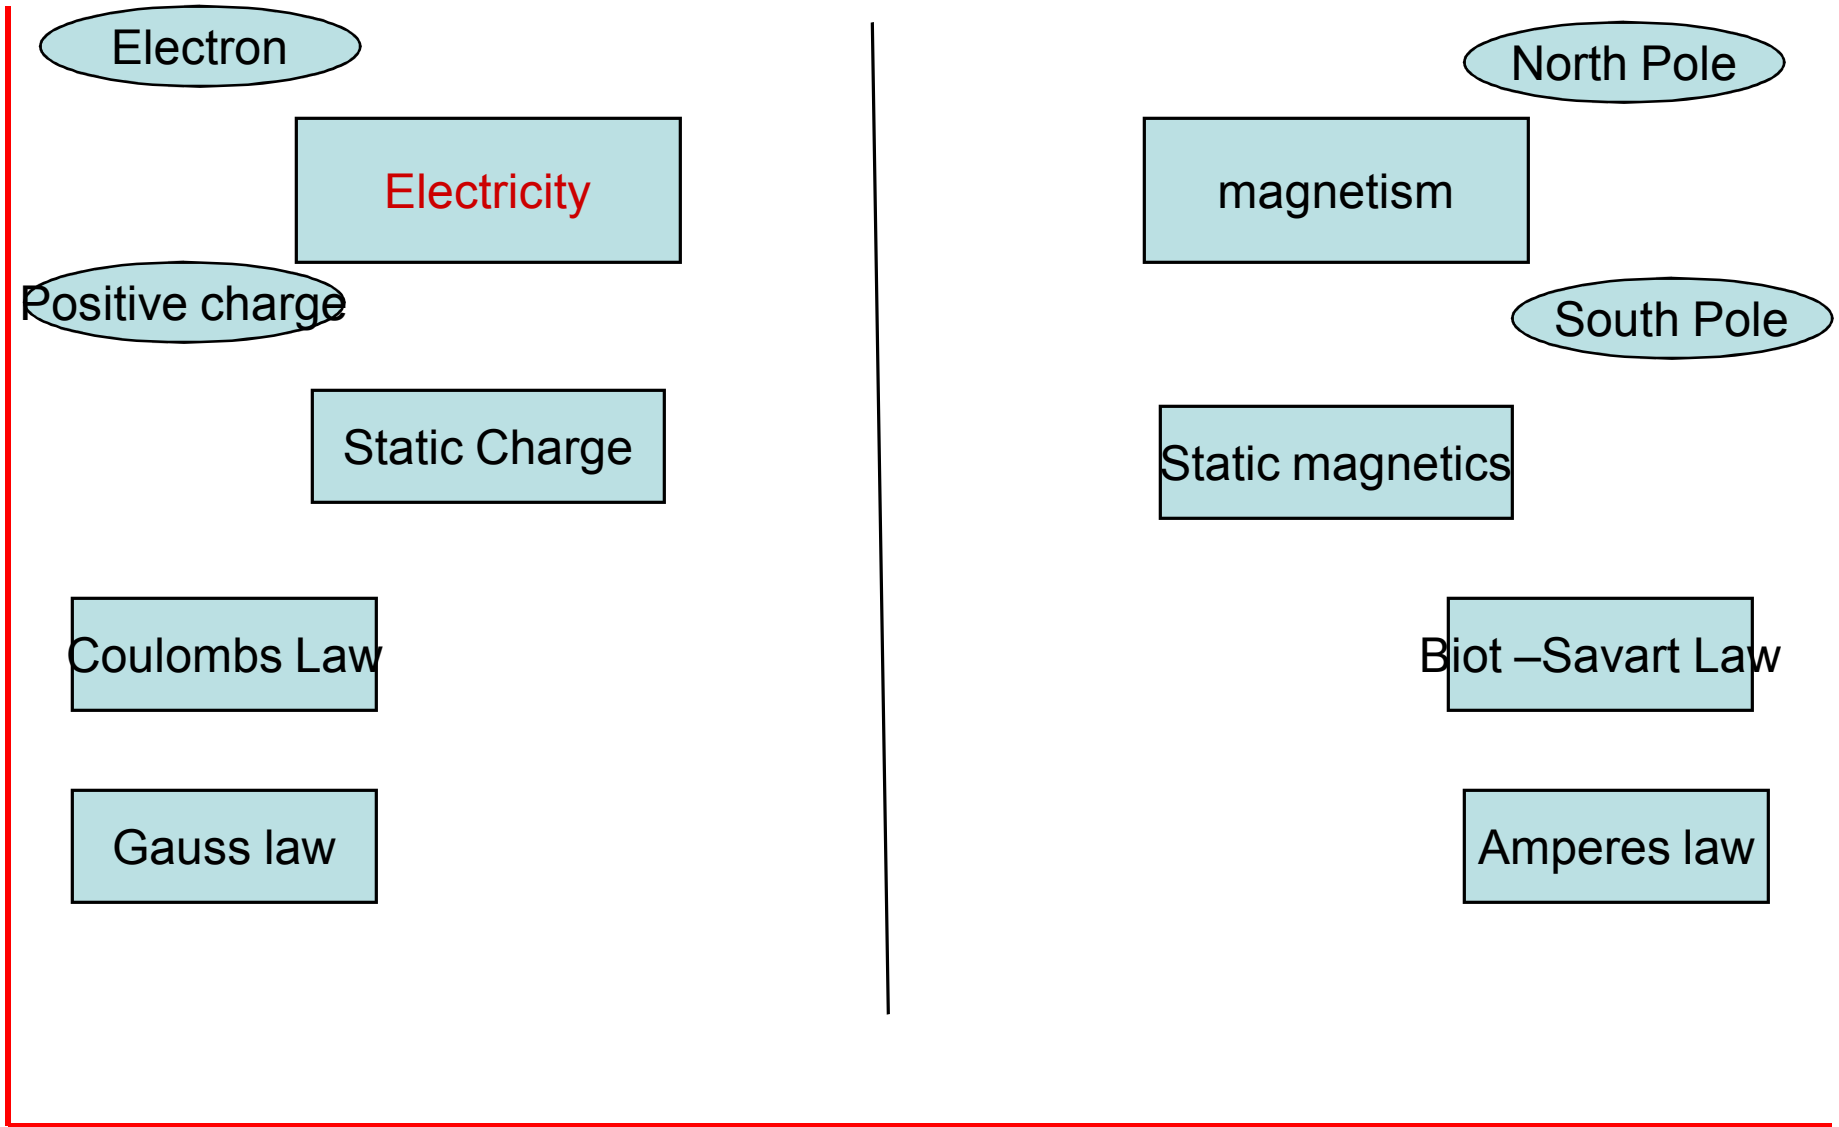 Electron
Electricity
Positive charge
Static Charge
Coulombs Law
Gauss law
North Pole
magnetism
South Pole
Static magnetics
Biot –Savart Law
Amperes law